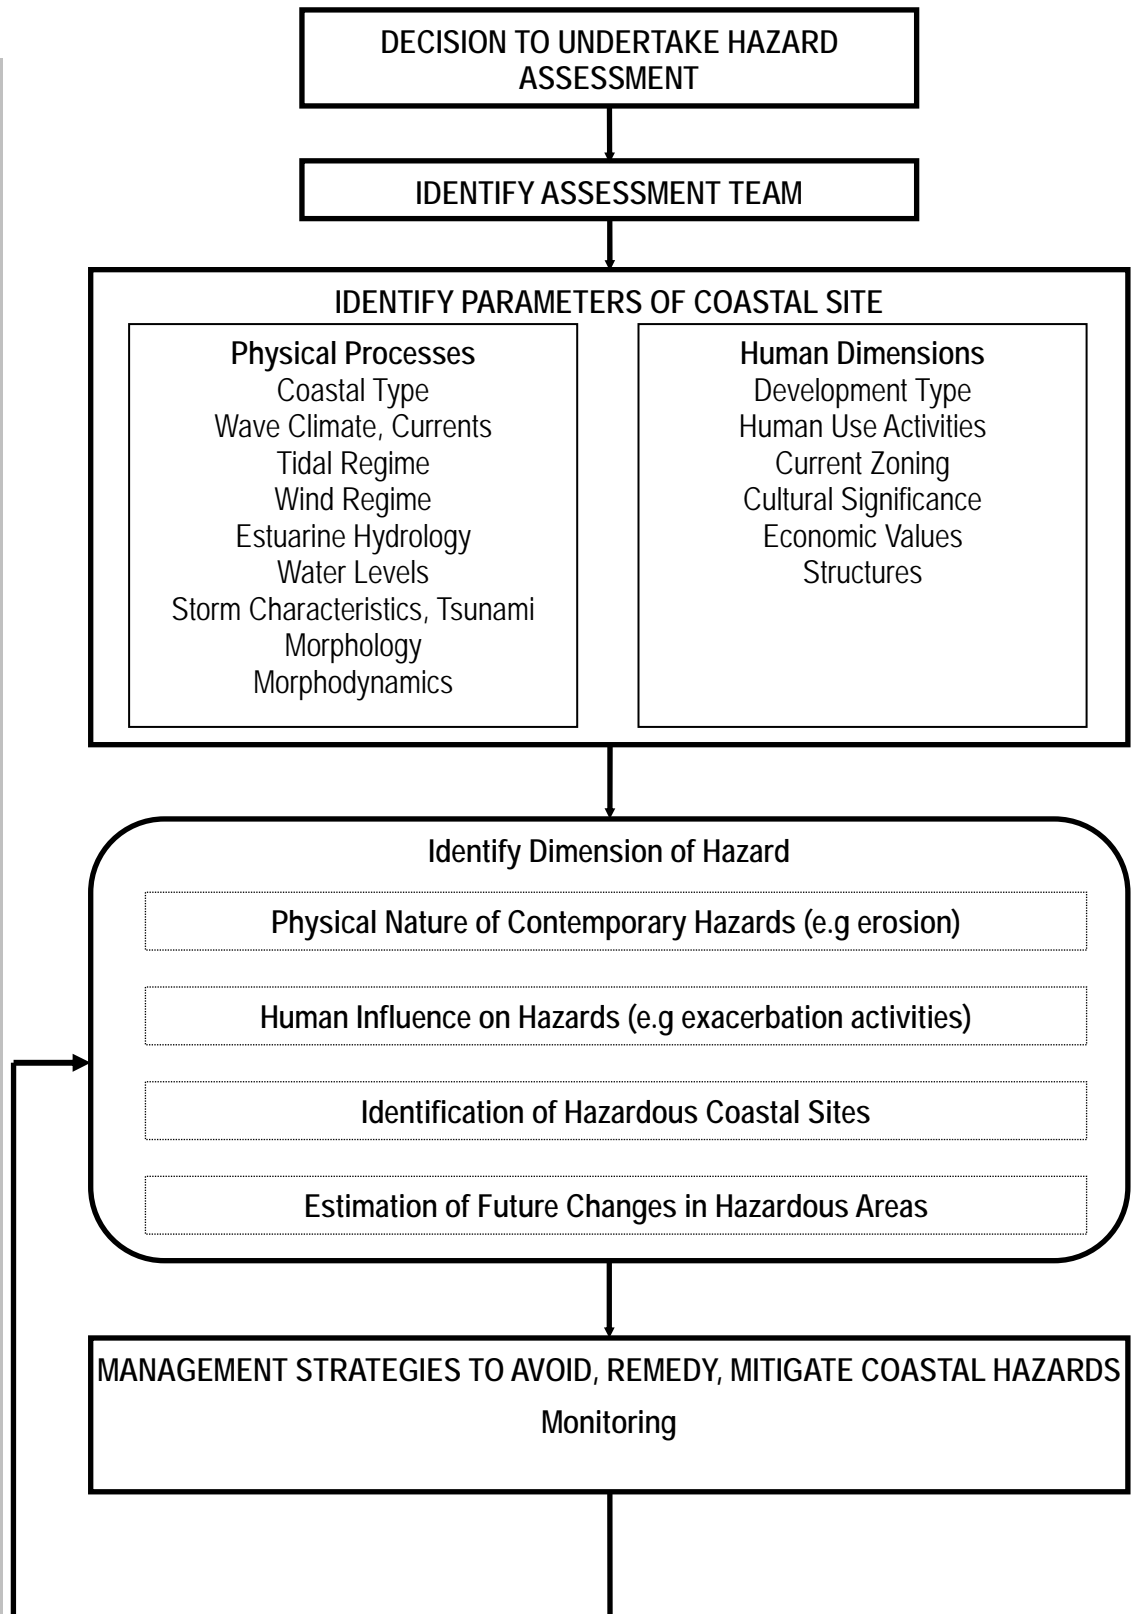 DECISION TO UNDERTAKE HAZARD
ASSESSMENT
IDENTIFY ASSESSMENT TEAM
IDENTIFY PARAMETERS OF COASTAL SITE
Physical Processes
Coastal Type
Wave Climate, Currents
Tidal Regime
Wind Regime
Estuarine Hydrology
Water Levels
Storm Characteristics, Tsunami
Morphology
Morphodynamics
Human Dimensions
Development Type
Human Use Activities
Current Zoning
Cultural Significance
Economic Values
Structures
Identify Dimension of Hazard
Physical Nature of Contemporary Hazards (e.g erosion)
Human Influence on Hazards (e.g exacerbation activities)
Identification of Hazardous Coastal Sites
Estimation of Future Changes in Hazardous Areas
MANAGEMENT STRATEGIES TO AVOID, REMEDY, MITIGATE COASTAL HAZARDS
Monitoring